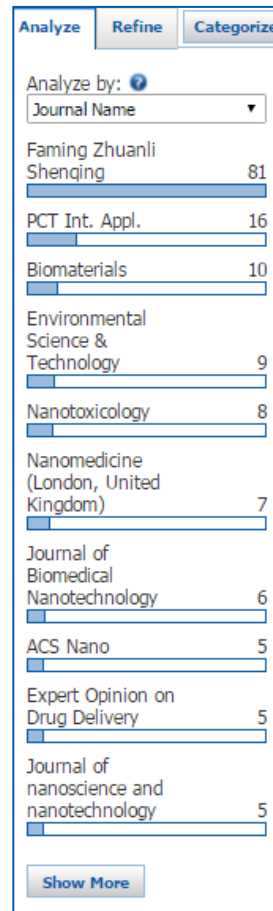 Analyze Refine Categorize
Analyze by: ?
Journal Name
Faming Zhuanli
Shenqing 81
PCT Int. Appl. 16
Biomaterials 10
Environmental
Science &
Technology 9
Nanotoxicology 8
Nanomedicine
(London, United
Kingdom) 7
Journal of
Biomedical
Nanotechnology 6
ACS Nano 5
Expert Opinion on
Drug Delivery 5
Journal of
nanoscience and
nanotechnology 5
Show More